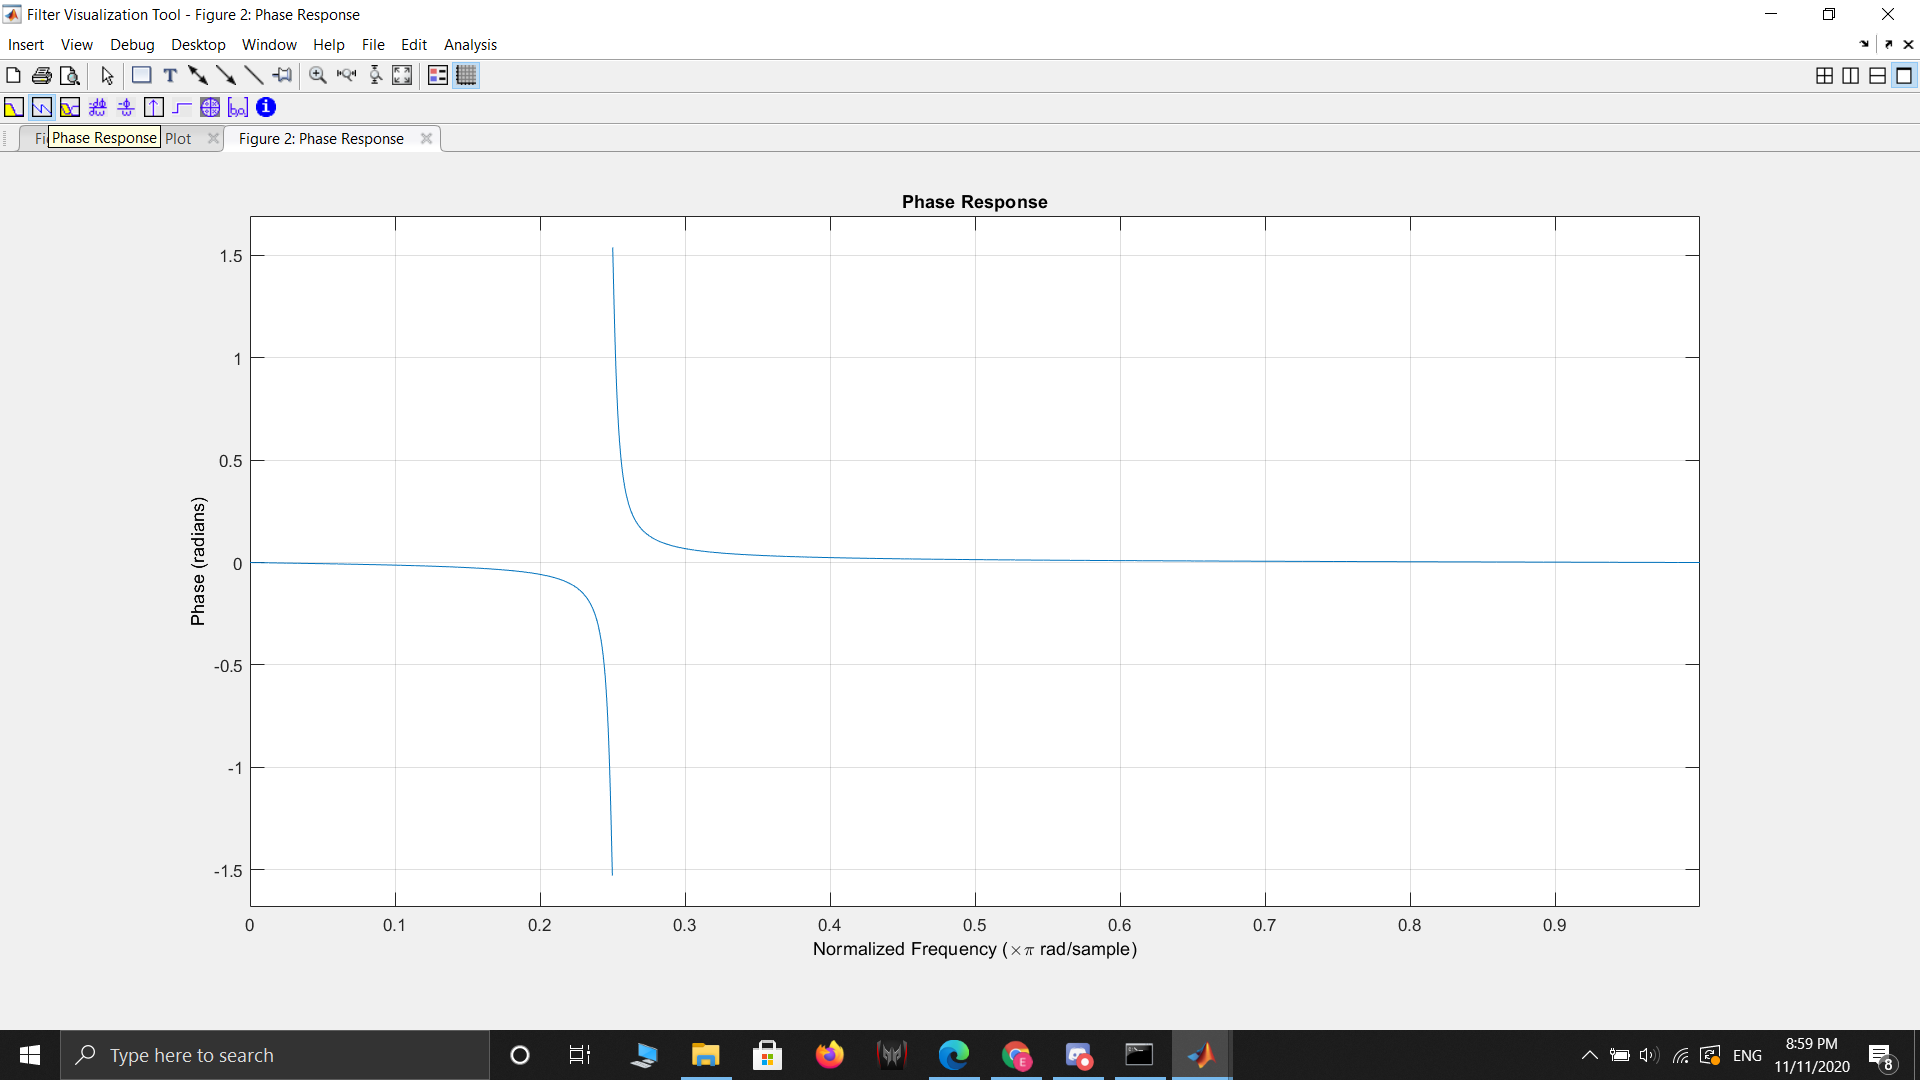 Filter Visualization Tool - Figure 2: Phase Response
Insert View Debug Desktop Window Help File Edit Analysis
Phase Response Plot
Figure 2: Phase Response
Phase Response
1.5
1
0.5
0
-0.5
-1
-1.5
Phase (radians)
0 0.1 0.2 0.3 0.4 0.5 0.6 0.7 0.8 0.9
Normalized Frequency (×π rad/sample)
Type here to search
ENG
8:59 PM
11/11/2020
8